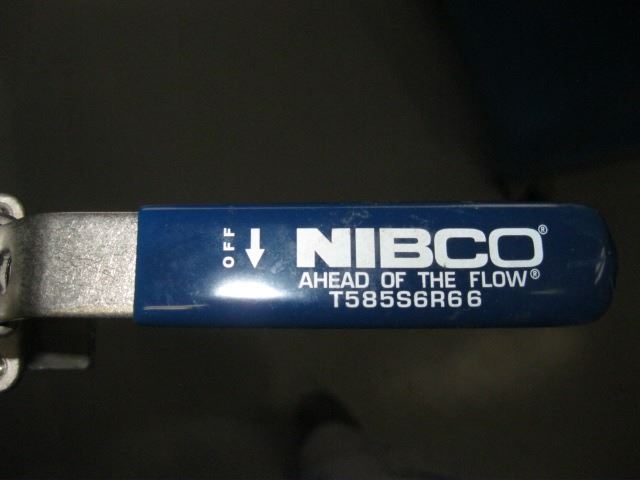 OFF
NIBCO®
AHEAD OF THE FLOW®
T585S6R66